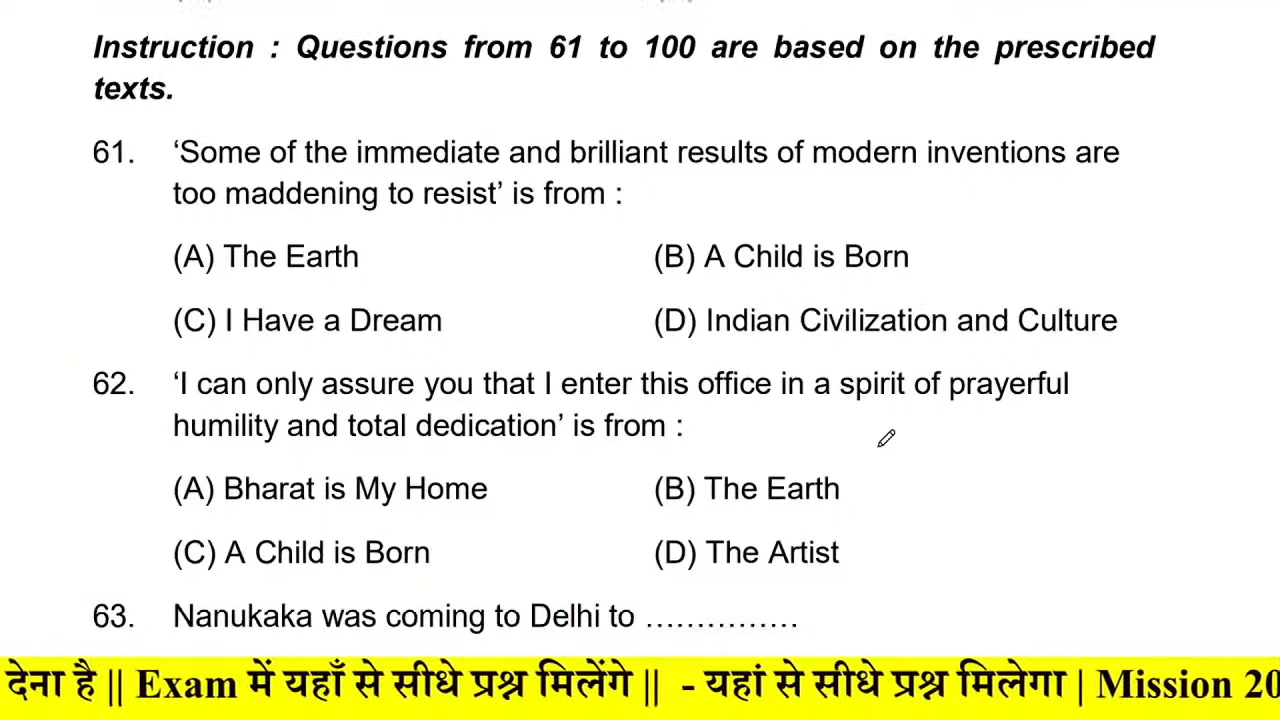 Instruction : Questions from 61 to 100 are based on the prescribed
texts.
61. ‘Some of the immediate and brilliant results of modern inventions are
too maddening to resist’ is from :
(A) The Earth (B) A Child is Born
(C) I Have a Dream (D) Indian Civilization and Culture
62. ‘I can only assure you that I enter this office in a spirit of prayerful
humility and total dedication’ is from :
(A) Bharat is My Home (B) The Earth
(C) A Child is Born (D) The Artist
63. Nanukaka was coming to Delhi to ...............
देना है || Exam में यहाँ से सीधे प्रश्न मिलेंगे || - यहां से सीधे प्रश्न मिलेगा | Mission 20